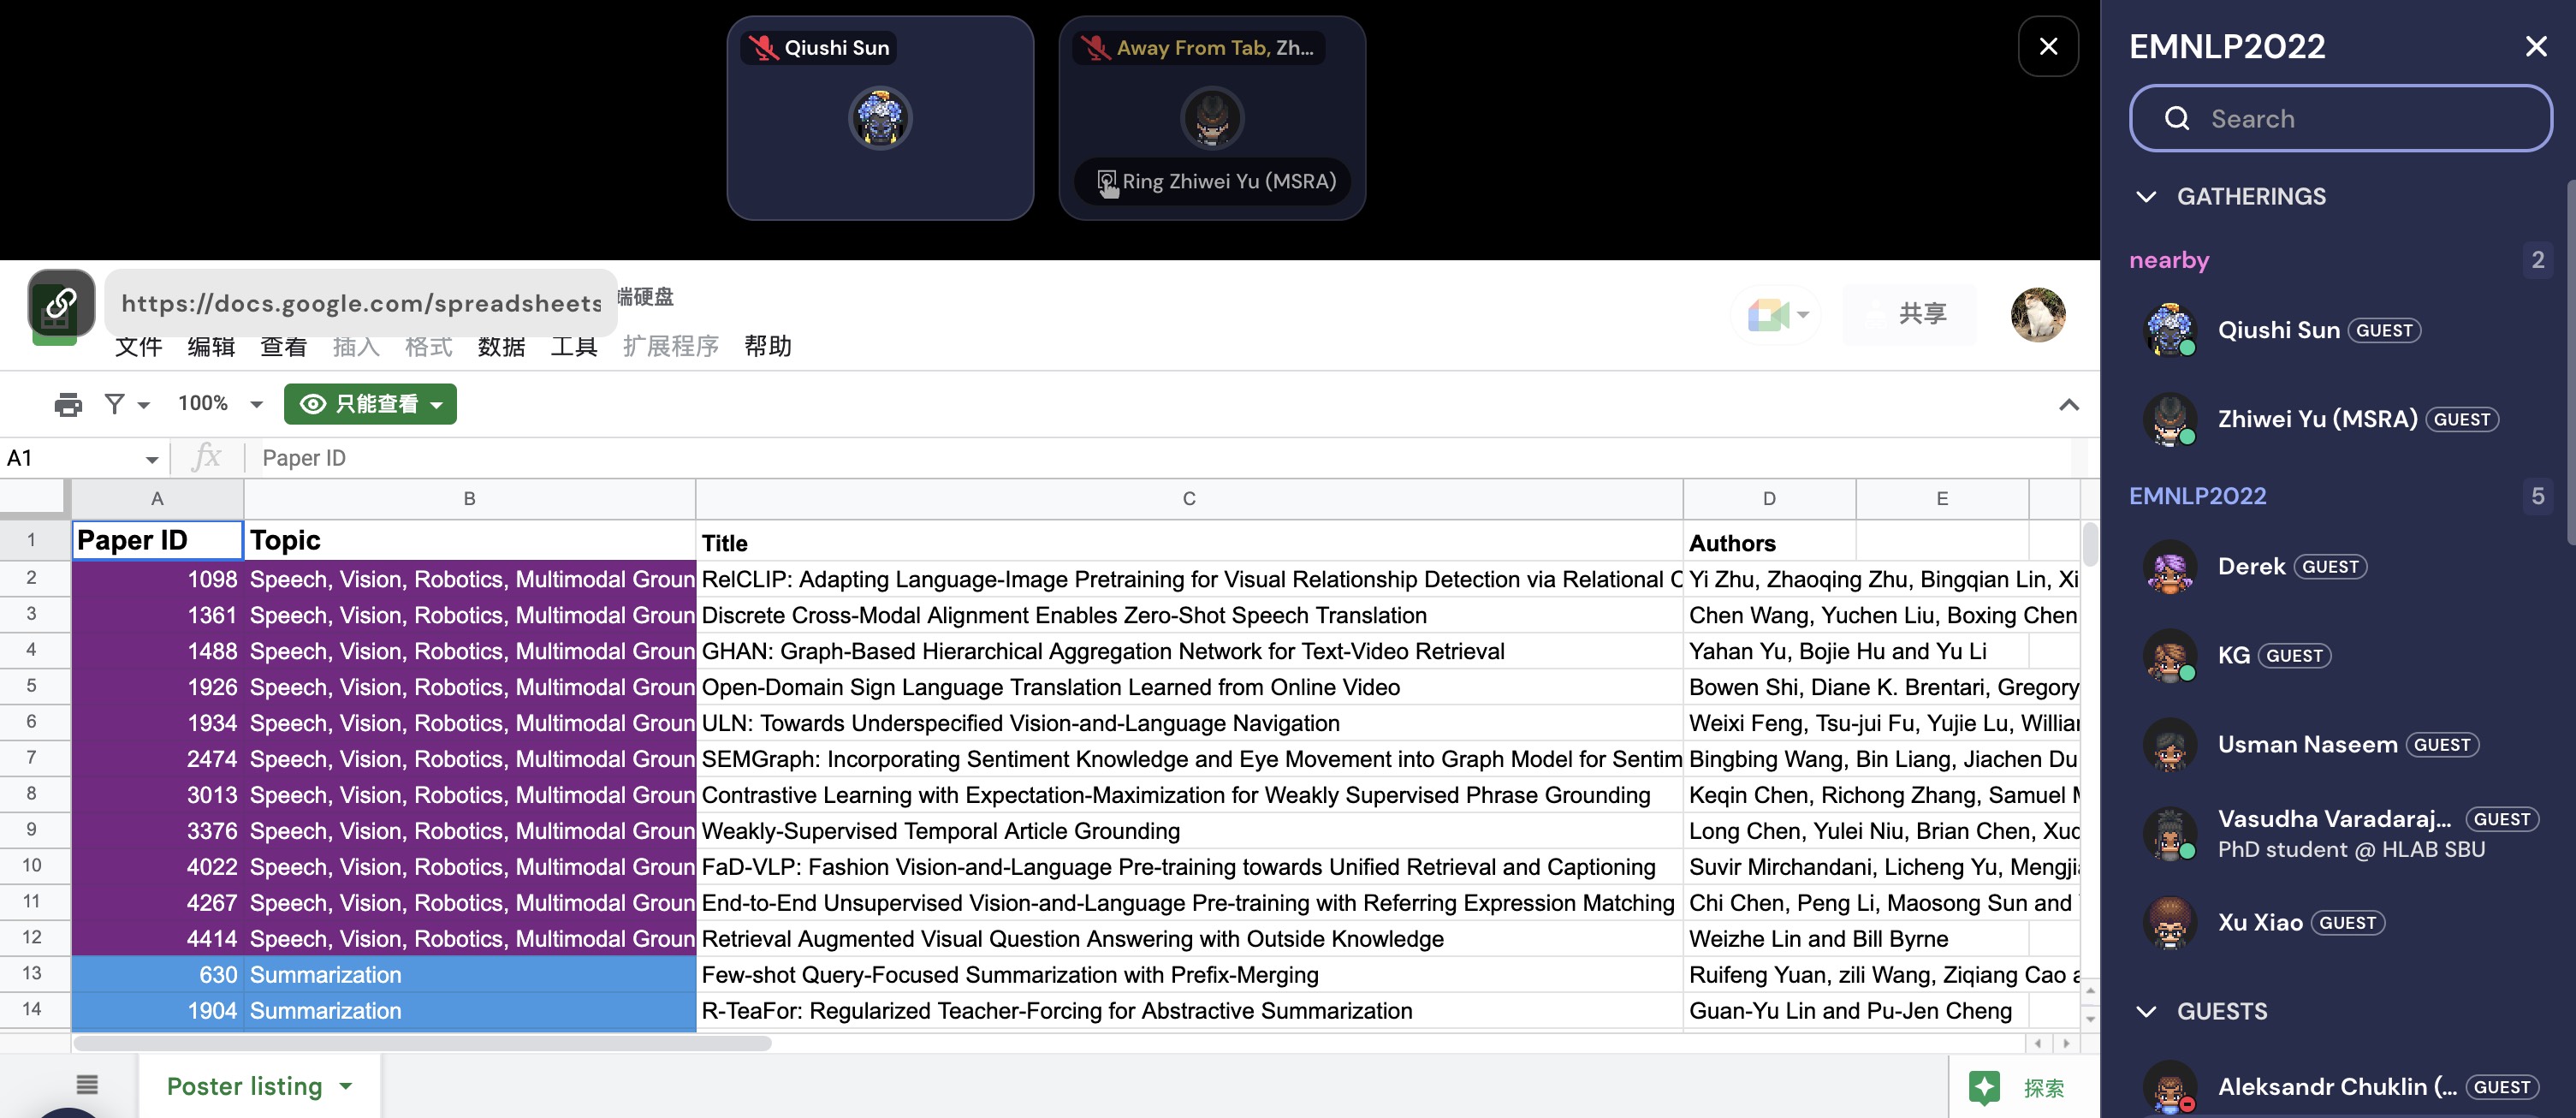 Qiushi Sun
Away From Tab, Zh...
Ring Zhiwei Yu (MSRA)
https://docs.google.com/spreadsheets
端硬盘
共享
文件 编辑 查看 插入 格式 数据 工具 扩展程序 帮助
100% 只能查看
A1 fx Paper ID
A B C D E
1 Paper ID Topic Title Authors
2 1098 Speech, Vision, Robotics, Multimodal Groun RelCLIP: Adapting Language-Image Pretraining for Visual Relationship Detection via Relational C Yi Zhu, Zhaoqing Zhu, Bingqian Lin, Xi
3 1361 Speech, Vision, Robotics, Multimodal Groun Discrete Cross-Modal Alignment Enables Zero-Shot Speech Translation Chen Wang, Yuchen Liu, Boxing Chen
4 1488 Speech, Vision, Robotics, Multimodal Groun GHAN: Graph-Based Hierarchical Aggregation Network for Text-Video Retrieval Yahan Yu, Bojie Hu and Yu Li
5 1926 Speech, Vision, Robotics, Multimodal Groun Open-Domain Sign Language Translation Learned from Online Video Bowen Shi, Diane K. Brentari, Gregory
6 1934 Speech, Vision, Robotics, Multimodal Groun ULN: Towards Underspecified Vision-and-Language Navigation Weixi Feng, Tsu-jui Fu, Yujie Lu,
7 2474 Speech, Vision, Robotics, Multimodal Groun SEMGraph: Incorporating Sentiment Knowledge and Eye Movement into Graph Model for Sentim Bingbing Wang, Bin Liang, Jiachen Du
8 3013 Speech, Vision, Robotics, Multimodal Groun Contrastive Learning with Expectation-Maximization for Weakly Supervised Phrase Grounding Keqin Chen, Richong Zhang, Samuel
9 3376 Speech, Vision, Robotics, Multimodal Groun Weakly-Supervised Temporal Article Grounding Long Chen, Yulei Niu, Brian Chen,
10 4022 Speech, Vision, Robotics, Multimodal Groun FaD-VLP: Fashion Vision-and-Language Pre-training towards Unified Retrieval and Captioning Suvir Mirchandani, Licheng Yu,
11 4267 Speech, Vision, Robotics, Multimodal Groun End-to-End Unsupervised Vision-and-Language Pre-training with Referring Expression Matching Chi Chen, Peng Li, Maosong Sun and
12 4414 Speech, Vision, Robotics, Multimodal Groun Retrieval Augmented Visual Question Answering with Outside Knowledge Weizhe Lin and Bill Byrne
13 630 Summarization Few-shot Query-Focused Summarization with Prefix-Merging Ruifeng Yuan, zili Wang, Ziqiang Cao
14 1904 Summarization R-TeaFor: Regularized Teacher-Forcing for Abstractive Summarization Guan-Yu Lin and Pu-Jen Cheng
Poster listing
探索
EMNLP2022
Search
GATHERINGS
nearby 2
Qiushi Sun GUEST
Zhiwei Yu (MSRA) GUEST
EMNLP2022 5
Derek GUEST
KG GUEST
Usman Naseem GUEST
Vasudha Varadaraj... GUEST
PhD student @ HLAB SBU
Xu Xiao GUEST
GUESTS
Aleksandr Chuklin (... GUEST